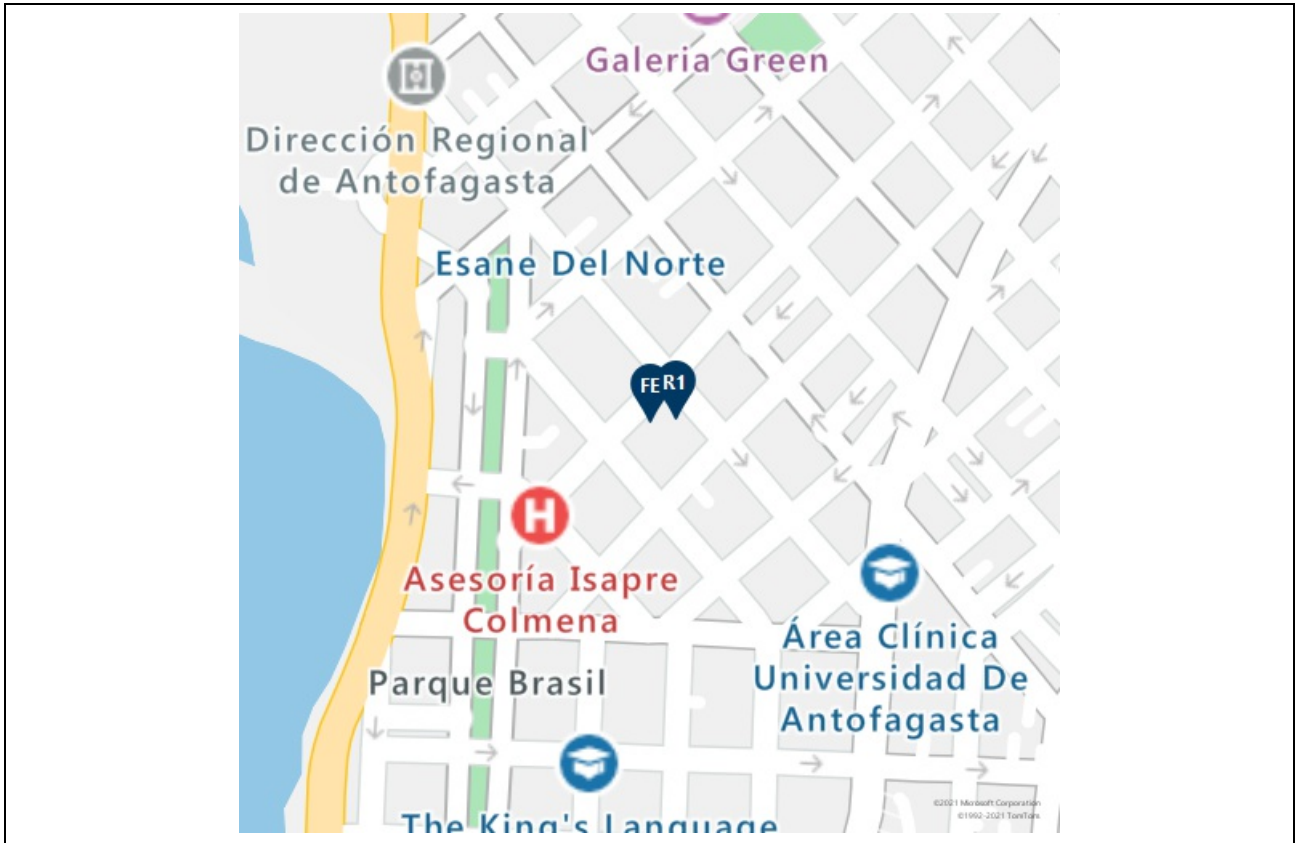 Galeria Green
Dirección Regional
de Antofagasta
Esane Del Norte
FE
R1
H
Asesoría Isapre
Colmena
Área Clínica
Universidad De
Antofagasta
Parque Brasil
The King's Language
©2021 Microsoft Corporation
©1992-2021 TomTom